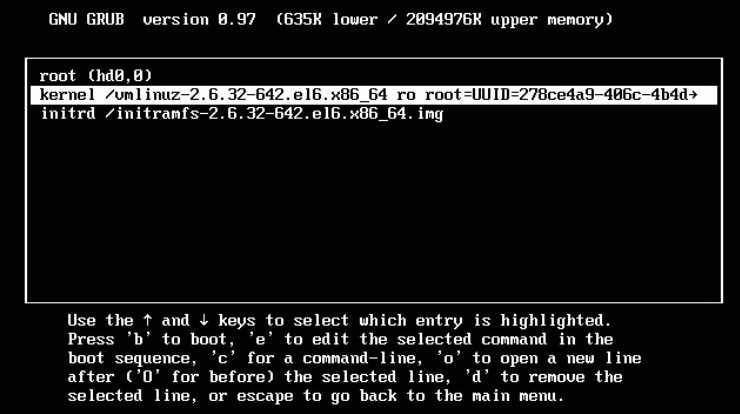 GNU GRUB  version 0.97  (635K lower / 2094976K upper memory)
root (hd0,0)
kernel /vmlinuz-2.6.32-642.el6.x86_64 ro root=UUID=278ce4a9-406c-4b4d→
initrd /initramfs-2.6.32-642.el6.x86_64.img
Use the ↑ and ↓ keys to select which entry is highlighted.
Press 'b' to boot, 'e' to edit the selected command in the
boot sequence, 'c' for a command-line, 'o' to open a new line
after ('O' for before) the selected line, 'd' to remove the
selected line, or escape to go back to the main menu.